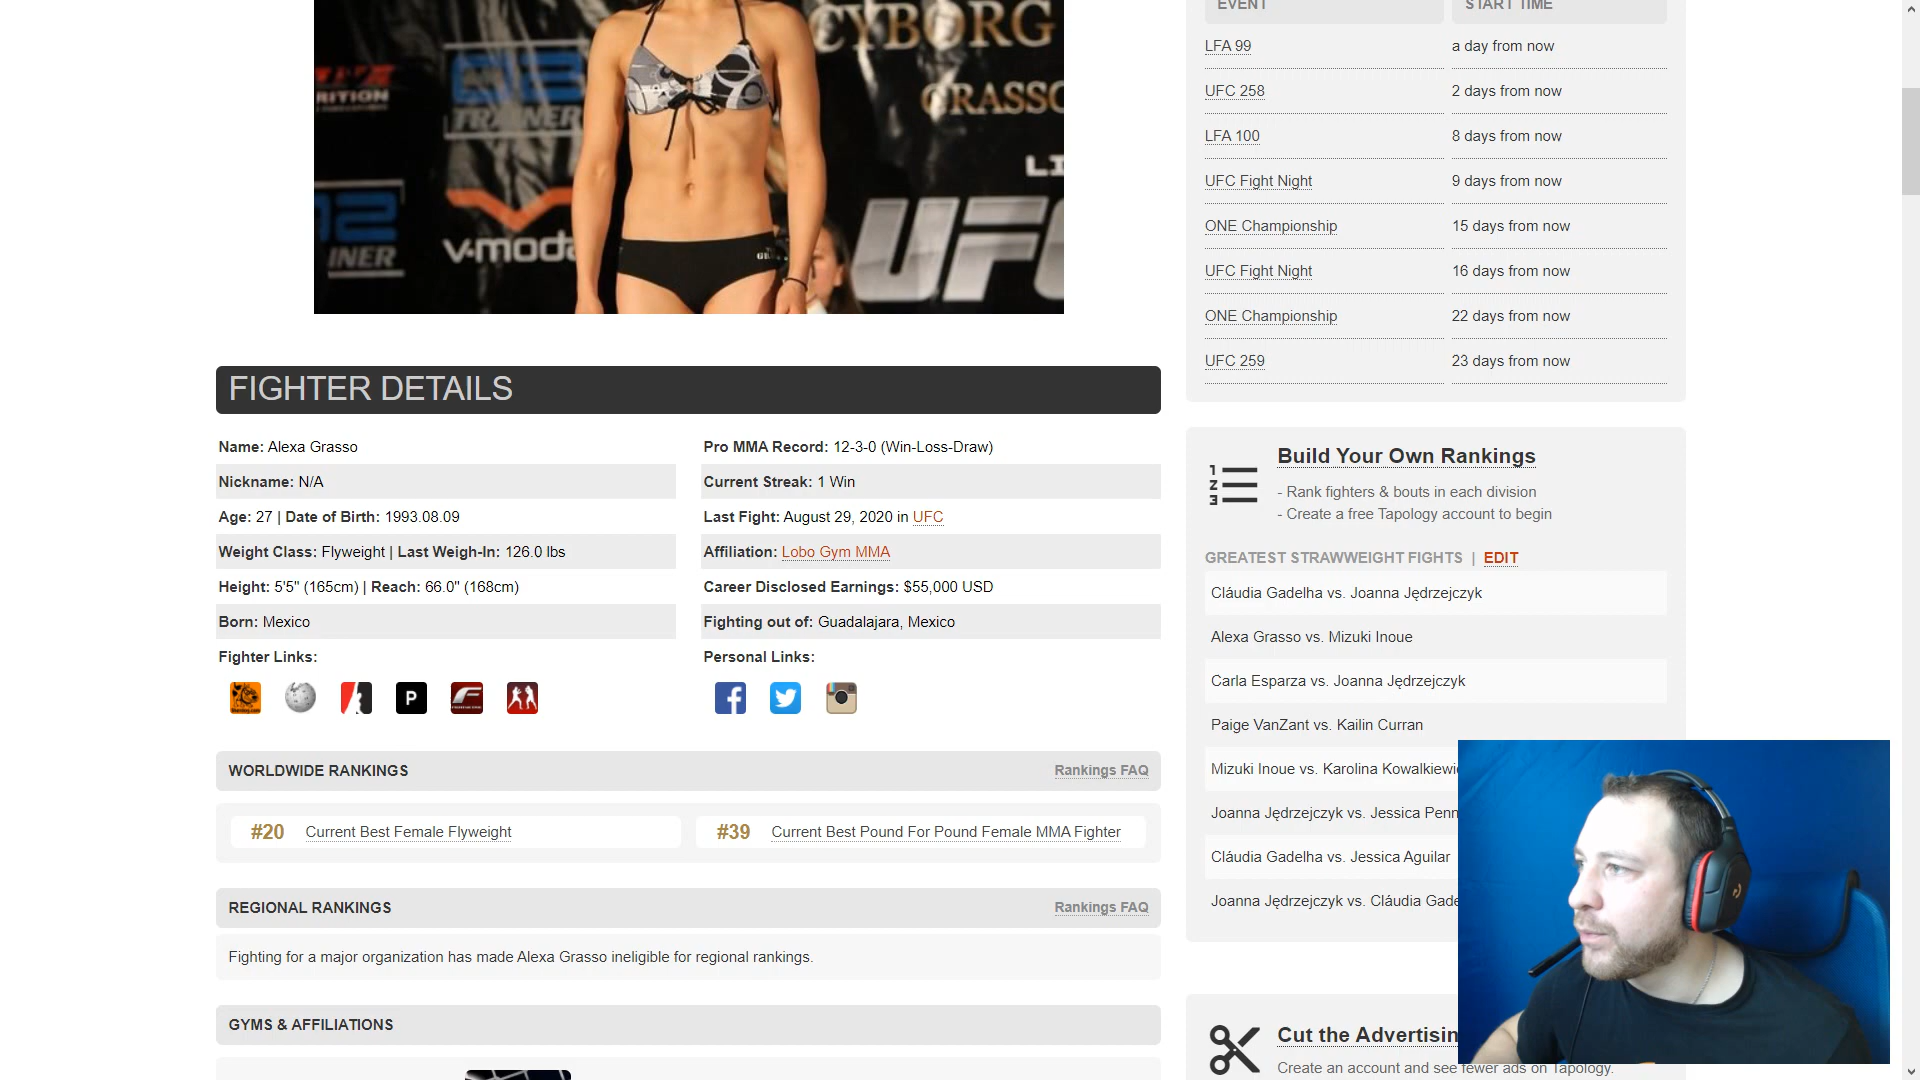 CYBORG
GRASSO
RITION
O2
TRAINER
LI
O2
INER
v-moda
UFC
FIGHTER DETAILS
Name: Alexa Grasso
Nickname: N/A
Age: 27 | Date of Birth: 1993.08.09
Weight Class: Flyweight | Last Weigh-In: 126.0 lbs
Height: 5'5" (165cm) | Reach: 66.0" (168cm)
Born: Mexico
Fighter Links:
P
Pro MMA Record: 12-3-0 (Win-Loss-Draw)
Current Streak: 1 Win
Last Fight: August 29, 2020 in UFC
Affiliation: Lobo Gym MMA
Career Disclosed Earnings: $55,000 USD
Fighting out of: Guadalajara, Mexico
Personal Links:
WORLDWIDE RANKINGS
Rankings FAQ
#20 Current Best Female Flyweight
#39 Current Best Pound For Pound Female MMA Fighter
REGIONAL RANKINGS
Rankings FAQ
Fighting for a major organization has made Alexa Grasso ineligible for regional rankings.
GYMS & AFFILIATIONS
EVENT START TIME
LFA 99 a day from now
UFC 258 2 days from now
LFA 100 8 days from now
UFC Fight Night 9 days from now
ONE Championship 15 days from now
UFC Fight Night 16 days from now
ONE Championship 22 days from now
UFC 259 23 days from now
1
2
3
Build Your Own Rankings
- Rank fighters & bouts in each division
- Create a free Tapology account to begin
GREATEST STRAWWEIGHT FIGHTS | EDIT
Cláudia Gadelha vs. Joanna Jędrzejczyk
Alexa Grasso vs. Mizuki Inoue
Carla Esparza vs. Joanna Jędrzejczyk
Paige VanZant vs. Kailin Curran
Mizuki Inoue vs. Karolina Kowalkiewi
Joanna Jędrzejczyk vs. Jessica Penn
Cláudia Gadelha vs. Jessica Aguilar
Joanna Jędrzejczyk vs. Cláudia Gade
Cut the Advertisin
Create an account and see fewer ads on Tapology.